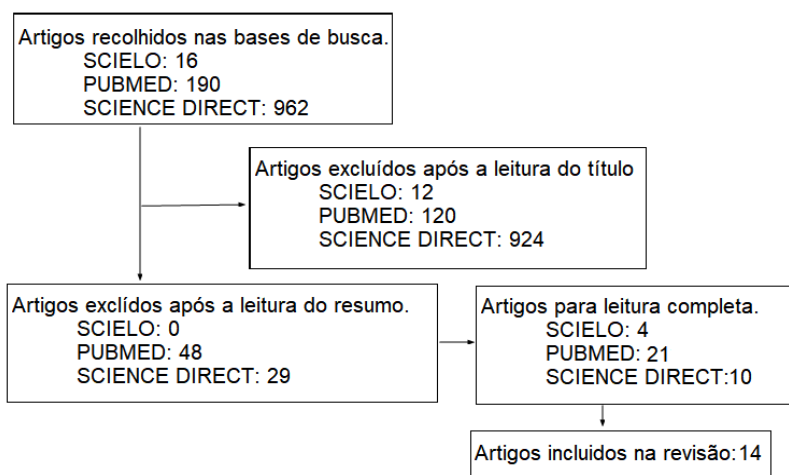 Artigos recolhidos nas bases de busca.
SCIELO: 16
PUBMED: 190
SCIENCE DIRECT: 962
Artigos excluídos após a leitura do título
SCIELO: 12
PUBMED: 120
SCIENCE DIRECT: 924
Artigos exclídos após a leitura do resumo.
SCIELO: 0
PUBMED: 48
SCIENCE DIRECT: 29
Artigos para leitura completa.
SCIELO: 4
PUBMED: 21
SCIENCE DIRECT:10
Artigos incluidos na revisão:14